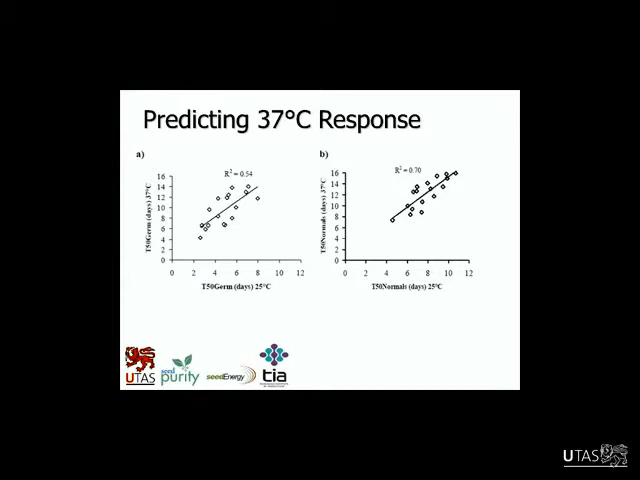 Predicting 37°C Response
a)
R² = 0.54
T50Germ (days) 37°C
16
14
12
10
8
6
4
2
0
0 2 4 6 8 10 12
T50Germ (days) 25°C
b)
R² = 0.70
T50Normals (days) 37°C
16
14
12
10
8
6
4
2
0
0 2 4 6 8 10 12
T50Normals (days) 25°C
UTAS
seed
purity
seedEnergy
tia
UTAS